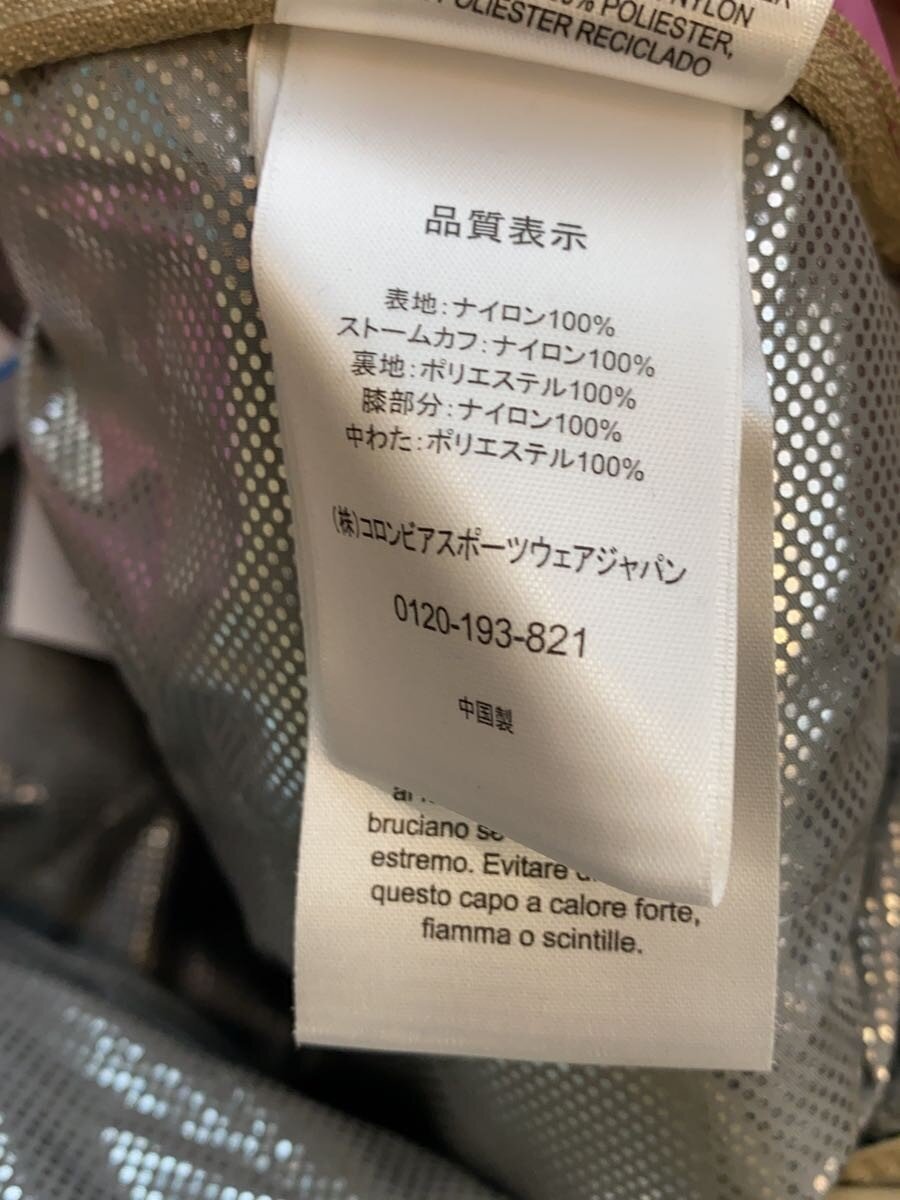 NYLON
% POLIESTER,
POLIESTER RECICLADO
品質表示
表地:ナイロン100%
ストームカフ:ナイロン100%
裏地:ポリエステル100%
膝部分:ナイロン100%
中わた:ポリエステル100%
(株)コロンビアスポーツウェアジャパン
0120-193-821
中国製
bruciano se
estremo. Evitare
questo capo a calore forte,
fiamma o scintille.